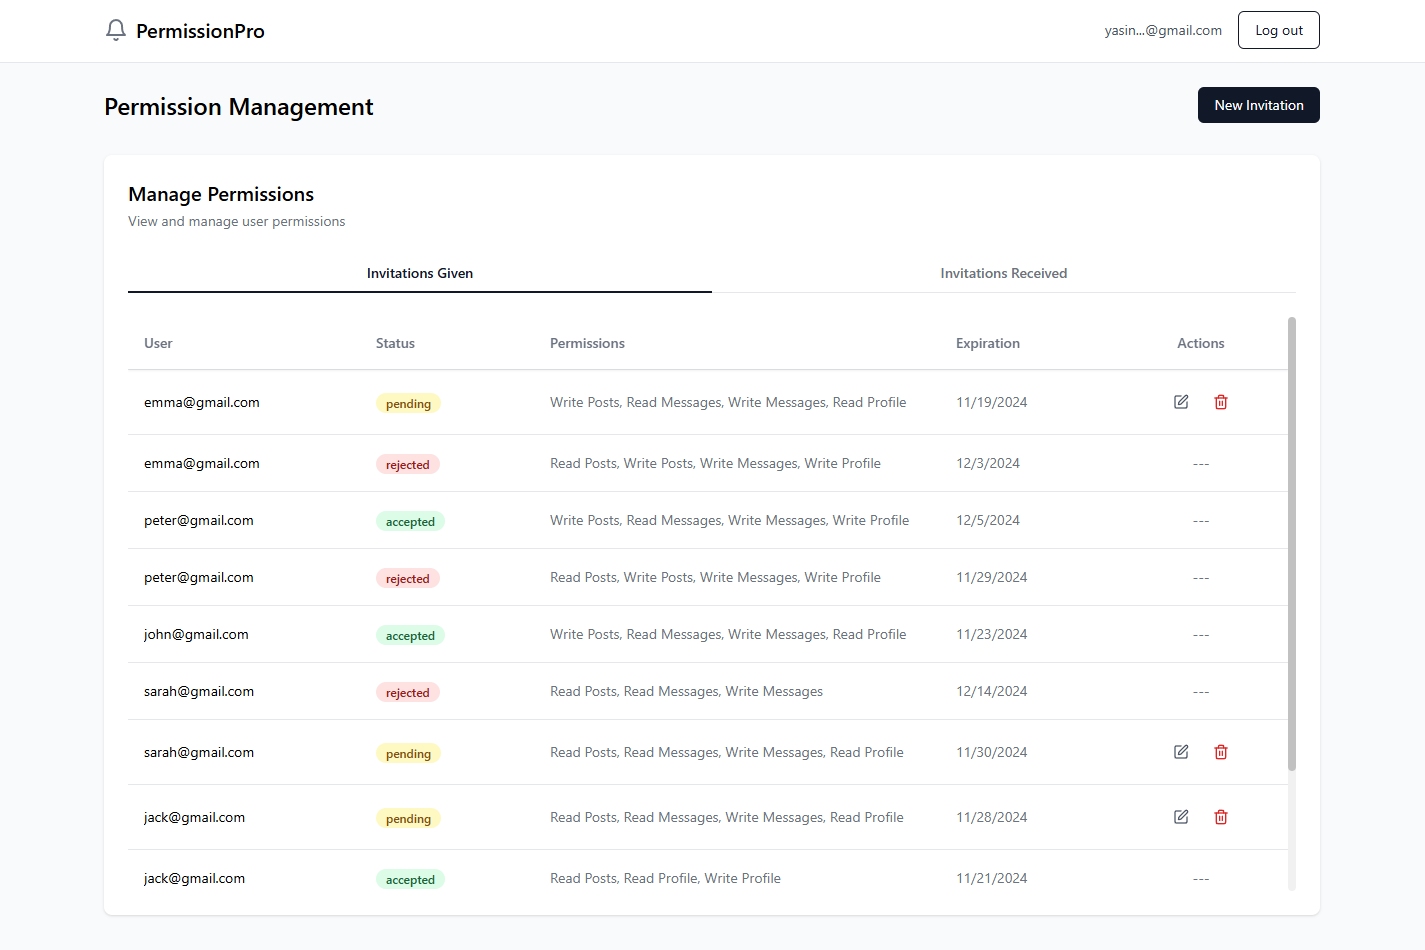 PermissionPro
yasin...@gmail.com
Log out
Permission Management
New Invitation
Manage Permissions
View and manage user permissions
Invitations Given
Invitations Received
User Status Permissions Expiration Actions
emma@gmail.com pending Write Posts, Read Messages, Write Messages, Read Profile 11/19/2024
emma@gmail.com rejected Read Posts, Write Posts, Write Messages, Write Profile 12/3/2024 ---
peter@gmail.com accepted Write Posts, Read Messages, Write Messages, Write Profile 12/5/2024 ---
peter@gmail.com rejected Read Posts, Write Posts, Write Messages, Write Profile 11/29/2024 ---
john@gmail.com accepted Write Posts, Read Messages, Write Messages, Read Profile 11/23/2024 ---
sarah@gmail.com rejected Read Posts, Read Messages, Write Messages 12/14/2024 ---
sarah@gmail.com pending Read Posts, Read Messages, Write Messages, Read Profile 11/30/2024
jack@gmail.com pending Read Posts, Read Messages, Write Messages, Read Profile 11/28/2024
jack@gmail.com accepted Read Posts, Read Profile, Write Profile 11/21/2024 ---